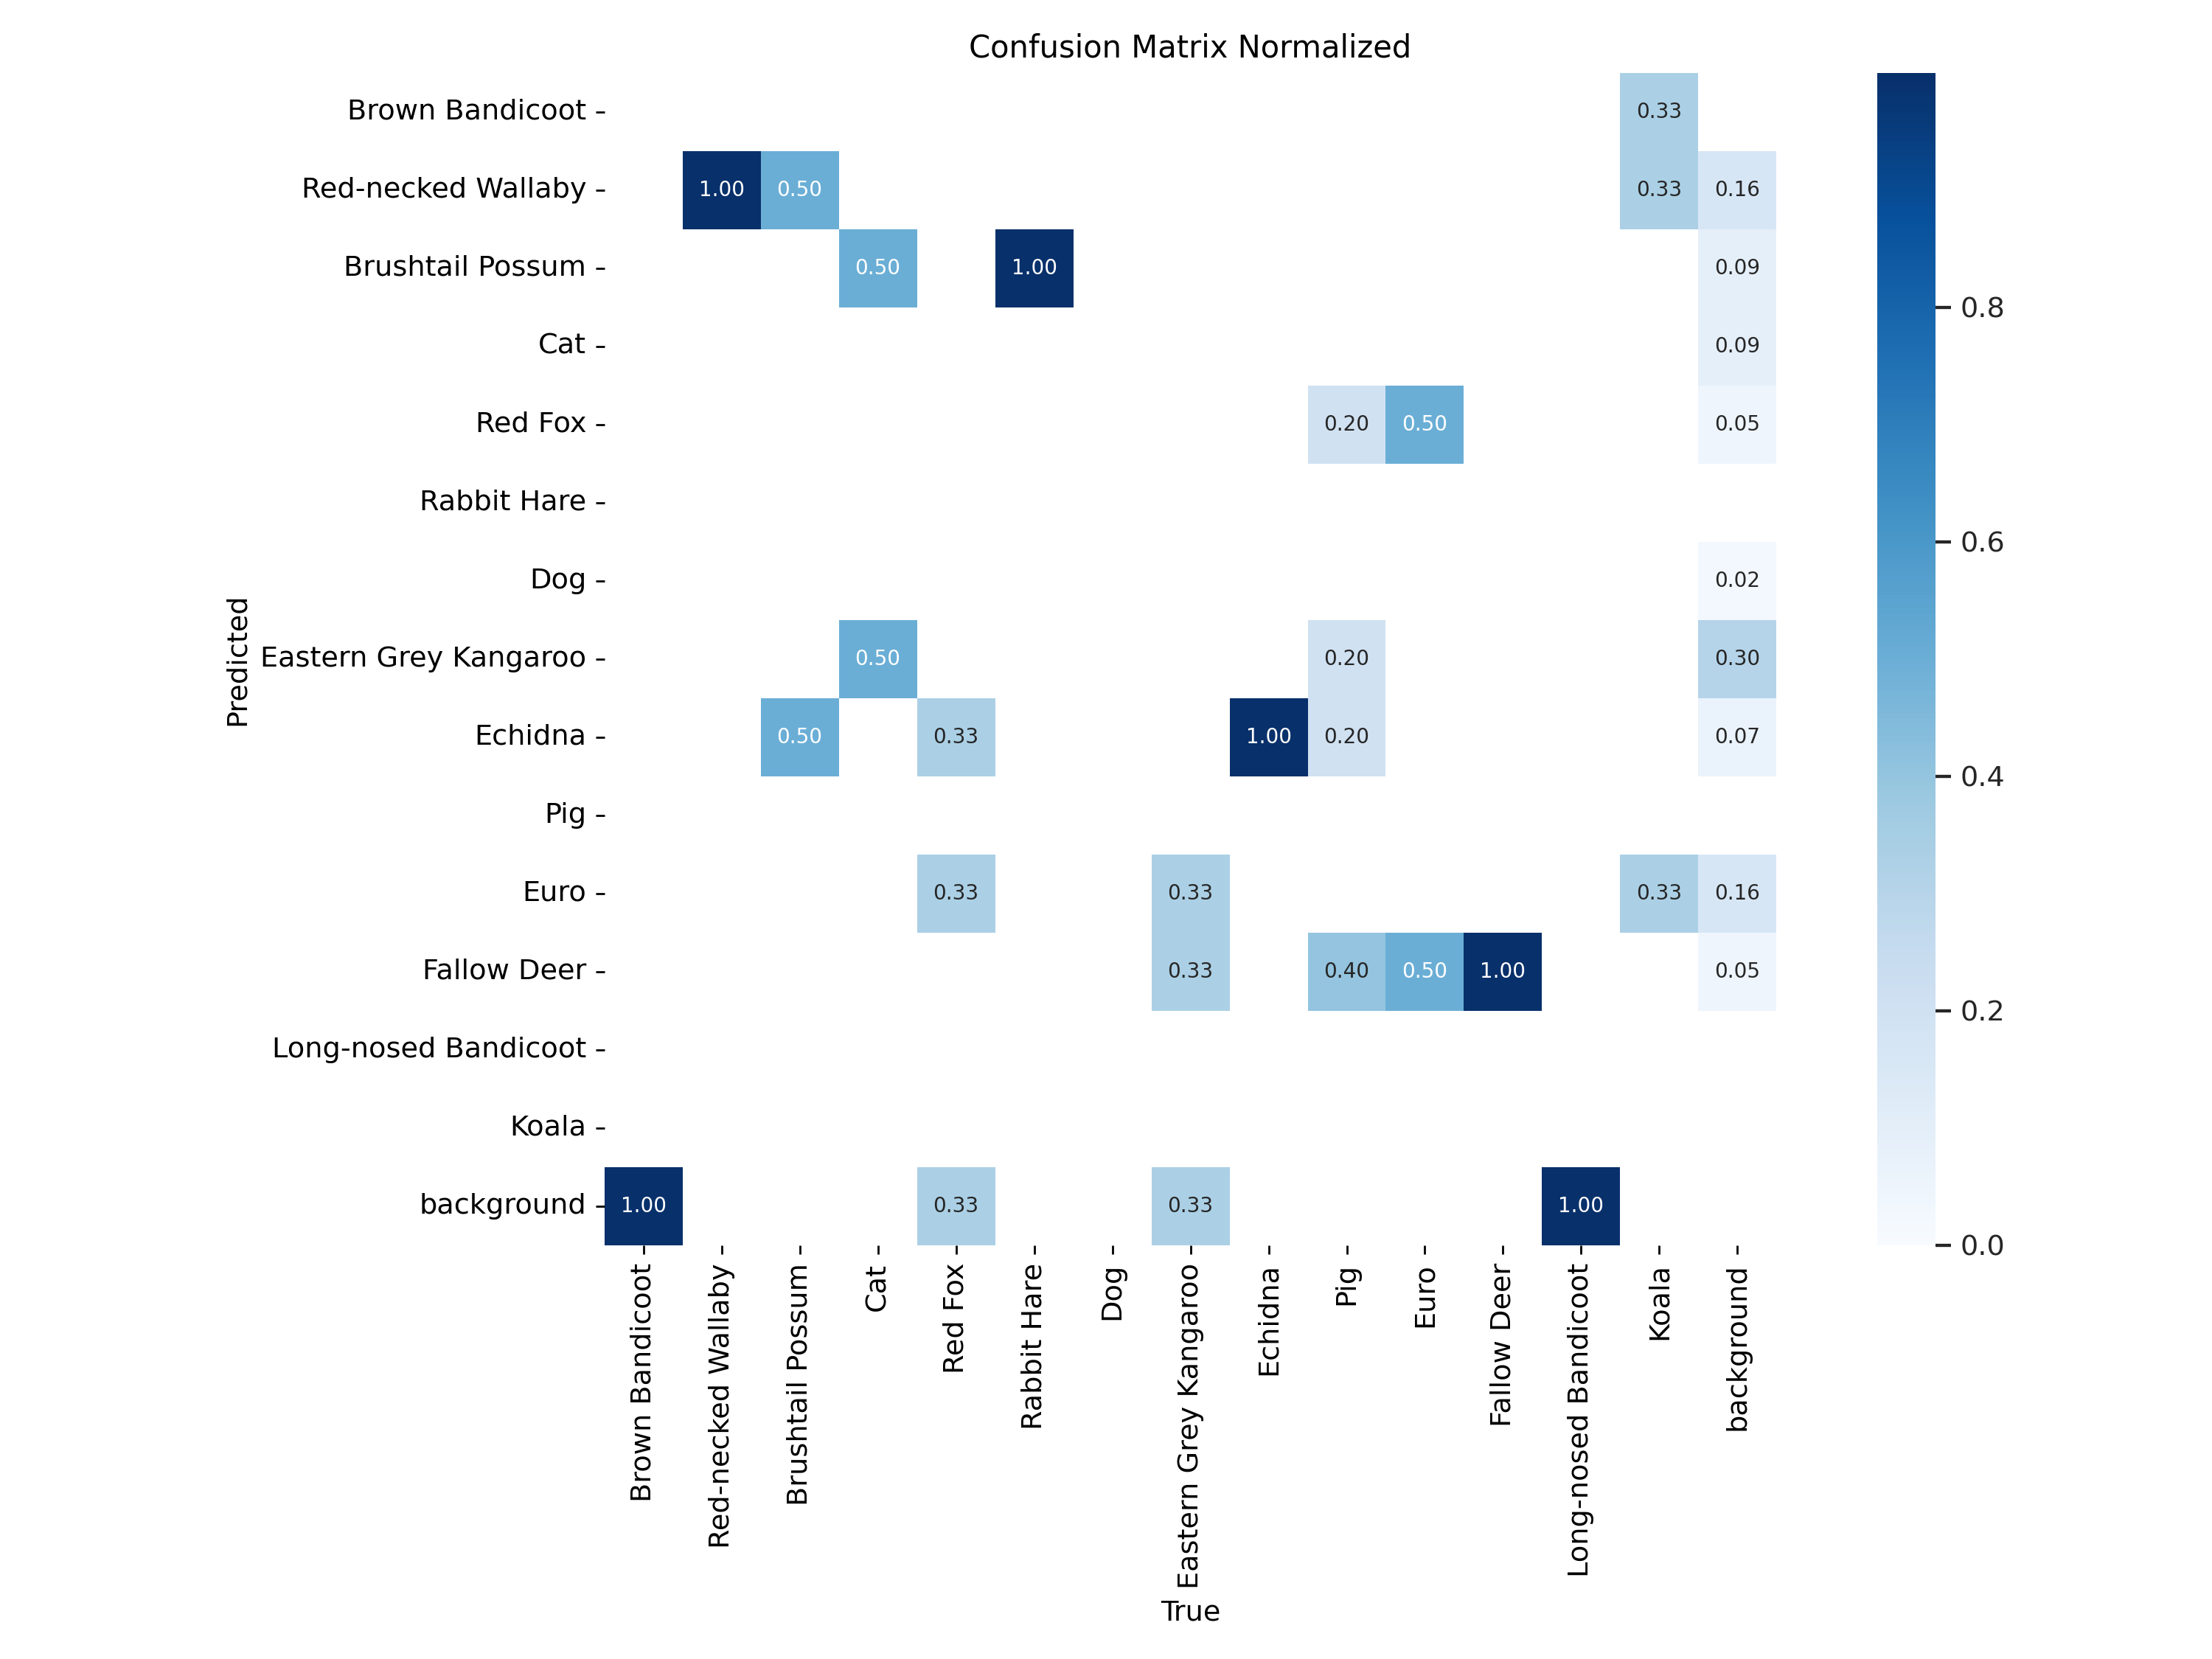 Confusion Matrix Normalized
Predicted
Brown Bandicoot 0.33
Red-necked Wallaby 1.00 0.50 0.33 0.16
Brushtail Possum 0.50 1.00 0.09
Cat 0.09
Red Fox 0.20 0.50 0.05
Rabbit Hare
Dog 0.02
Eastern Grey Kangaroo 0.50 0.20 0.30
Echidna 0.50 0.33 1.00 0.20 0.07
Pig
Euro 0.33 0.33 0.33 0.16
Fallow Deer 0.33 0.40 0.50 1.00 0.05
Long-nosed Bandicoot
Koala
background 1.00 0.33 0.33 1.00
Brown Bandicoot
Red-necked Wallaby
Brushtail Possum
Cat
Red Fox
Rabbit Hare
Dog
Eastern Grey Kangaroo
Echidna
Pig
Euro
Fallow Deer
Long-nosed Bandicoot
Koala
background
True
0.8
0.6
0.4
0.2
0.0